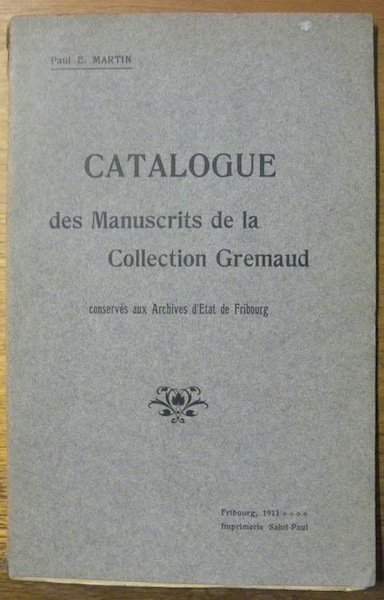 Paul E. MARTIN
CATALOGUE
des Manuscrits de la
Collection Gremaud
conservés aux Archives d'Etat de Fribourg
Fribourg, 1911
Imprimerie Saint-Paul